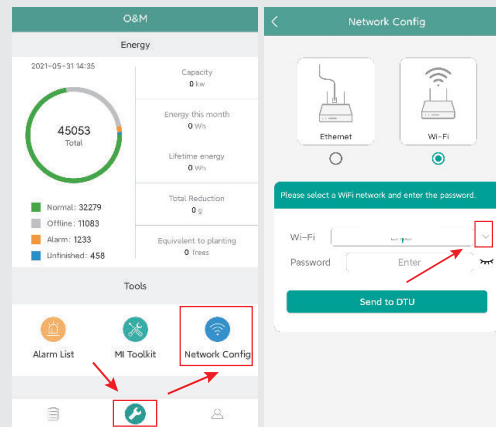 O&M
Energy
2021-05-31 14:35
45053
Total
Normal: 32279
Offline: 11083
Alarm: 1233
Unfinished: 458
Capacity
0 kw
Energy this month
0 Wh
Lifetime energy
0 Wh
Total Reduction
0 g
Equivalent to planting
0 Trees
Tools
Alarm List
MI Toolkit
Network Config
Network Config
Ethernet
Wi-Fi
Please select a WiFi network and enter the password.
Wi-Fi
Password
Enter
Send to DTU